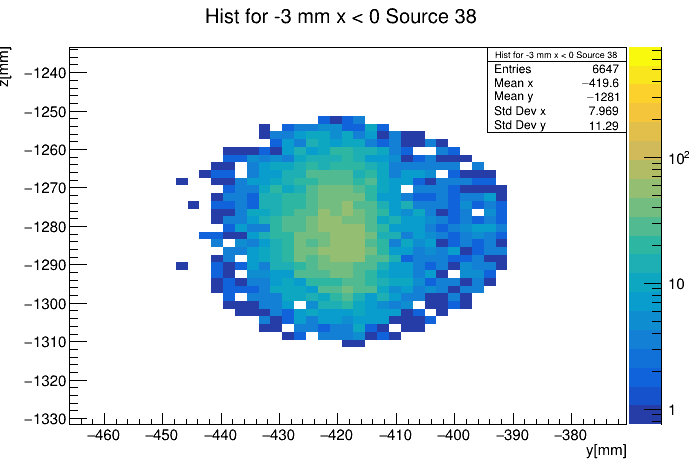 Hist for -3 mm x < 0 Source 38
z[mm]
Hist for -3 mm x < 0 Source 38
Entries 6647
Mean x −419.6
Mean y −1281
Std Dev x 7.969
Std Dev y 11.29
−1240
−1250
−1260
−1270
−1280
−1290
−1300
−1310
−1320
−1330
10²
10
1
−460 −450 −440 −430 −420 −410 −400 −390 −380
y[mm]